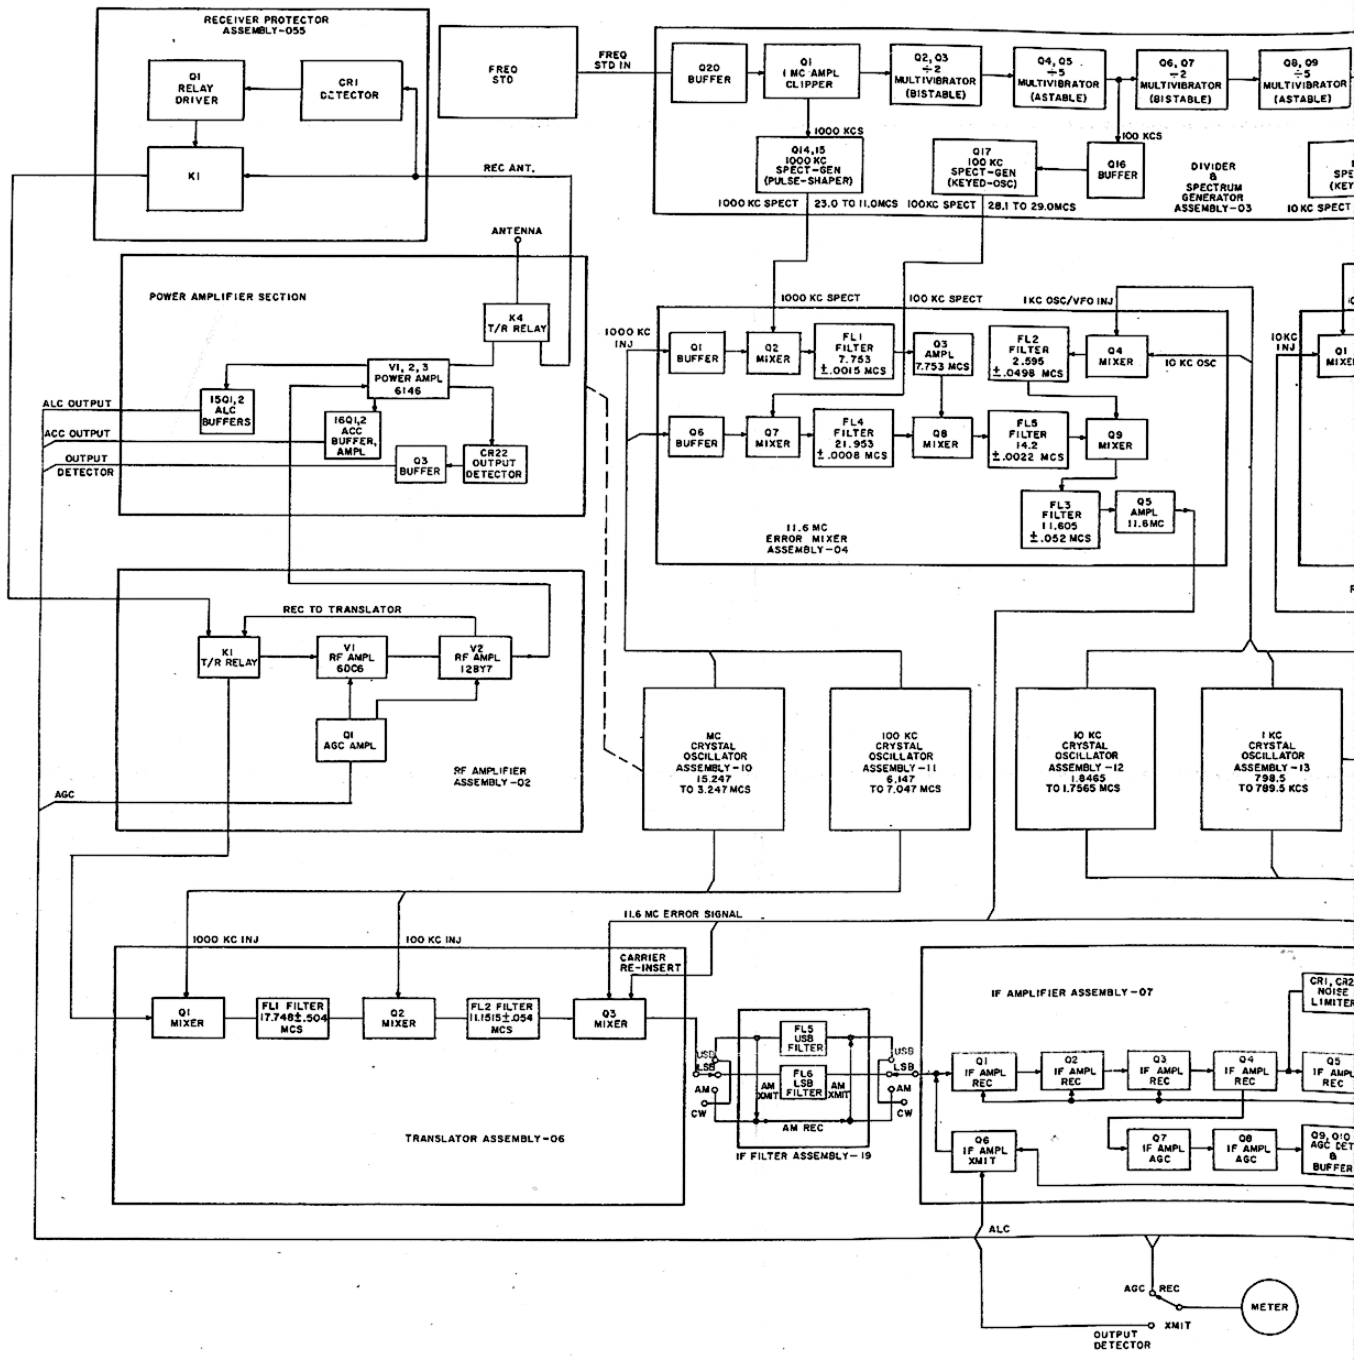 RECEIVER PROTECTOR
ASSEMBLY-055
Q1
RELAY
DRIVER
CR1
DETECTOR
K1
REC ANT.
FREQ
STD
FREQ
STD IN
Q20
BUFFER
Q1
1 MC AMPL
CLIPPER
Q2, Q3
÷2
MULTIVIBRATOR
(BISTABLE)
Q4, Q5
÷5
MULTIVIBRATOR
(ASTABLE)
Q6, Q7
÷2
MULTIVIBRATOR
(BISTABLE)
Q8, Q9
÷5
MULTIVIBRATOR
(ASTABLE)
1000 KCS
100 KCS
Q14, 15
1000 KC
SPECT-GEN
(PULSE-SHAPER)
Q17
100 KC
SPECT-GEN
(KEYED-OSC)
Q16
BUFFER
DIVIDER
&
SPECTRUM
GENERATOR
ASSEMBLY-03
SPE
(KEY
1000 KC SPECT
23.0 TO 11.0MCS
100KC SPECT
28.1 TO 29.0MCS
10 KC SPECT
ANTENNA
POWER AMPLIFIER SECTION
K4
T/R RELAY
V1, 2, 3
POWER AMPL
6146
15Q1,2
ALC
BUFFERS
16Q1,2
ACC
BUFFER,
AMPL
Q3
BUFFER
CR22
OUTPUT
DETECTOR
ALC OUTPUT
ACC OUTPUT
OUTPUT
DETECTOR
1000 KC SPECT
100 KC SPECT
1 KC OSC/VFO INJ
1000 KC
INJ
Q1
BUFFER
Q2
MIXER
FL1
FILTER
7.753
±.0015 MCS
Q3
AMPL
7.753 MCS
FL2
FILTER
2.595
±.0498 MCS
Q4
MIXER
10 KC OSC
10KC
INJ
Q1
MIXE
Q6
BUFFER
Q7
MIXER
FL4
FILTER
21.953
±.0008 MCS
Q8
MIXER
FL5
FILTER
14.2
±.0022 MCS
Q9
MIXER
FL3
FILTER
11.605
±.052 MCS
Q5
AMPL
11.6MC
11.6 MC
ERROR MIXER
ASSEMBLY-04
REC TO TRANSLATOR
K1
T/R RELAY
V1
RF AMPL
6DC6
V2
RF AMPL
12BY7
Q1
AGC AMPL
RF AMPLIFIER
ASSEMBLY-02
AGC
MC
CRYSTAL
OSCILLATOR
ASSEMBLY-10
15.247
TO 3.247 MCS
100 KC
CRYSTAL
OSCILLATOR
ASSEMBLY-11
6.147
TO 7.047 MCS
10 KC
CRYSTAL
OSCILLATOR
ASSEMBLY-12
1.8465
TO 1.7565 MCS
1 KC
CRYSTAL
OSCILLATOR
ASSEMBLY-13
798.5
TO 789.5 KCS
11.6 MC ERROR SIGNAL
1000 KC INJ
100 KC INJ
CARRIER
RE-INSERT
Q1
MIXER
FL1 FILTER
17.748±.504
MCS
Q2
MIXER
FL2 FILTER
11.1515±.054
MCS
Q3
MIXER
TRANSLATOR ASSEMBLY-06
USB
LSB
AM
CW
FL5
USB
FILTER
FL6
LSB
FILTER
AM
XMIT
AM
XMIT
AM REC
IF FILTER ASSEMBLY-19
USB
LSB
AM
CW
IF AMPLIFIER ASSEMBLY-07
CR1, CR2
NOISE
LIMITER
Q1
IF AMPL
REC
Q2
IF AMPL
REC
Q3
IF AMPL
REC
Q4
IF AMPL
REC
Q5
IF AMPL
REC
Q6
IF AMPL
XMIT
Q7
IF AMPL
AGC
Q8
IF AMPL
AGC
Q9, Q10
AGC DET
&
BUFFER
ALC
AGC
REC
XMIT
METER
OUTPUT
DETECTOR